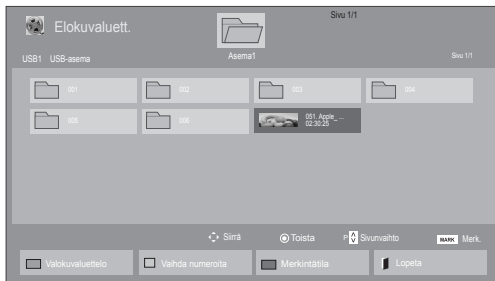 Sivu 1/1
Elokuvaluett.
USB1 USB-asema
Asema1
Sivu 1/1
001
002
003
004
005
006
051. Apple_ ...
02:30:25
Siirrä
Toista
P Sivunvaihto
MARK Merk.
Valokuvaluettelo
Vaihda numeroita
Merkintätila
Lopeta